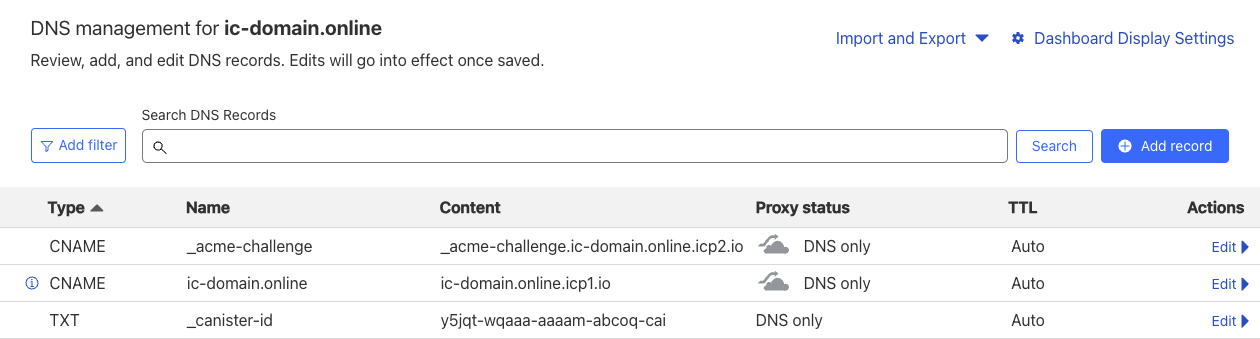 DNS management for ic-domain.online
Review, add, and edit DNS records. Edits will go into effect once saved.
Import and Export
Dashboard Display Settings
Search DNS Records
Add filter
Search
Add record
Type Name Content Proxy status TTL Actions
CNAME _acme-challenge _acme-challenge.ic-domain.online.icp2.io DNS only Auto Edit
CNAME ic-domain.online ic-domain.online.icp1.io DNS only Auto Edit
TXT _canister-id y5jqt-wqaaa-aaaam-abcoq-cai DNS only Auto Edit